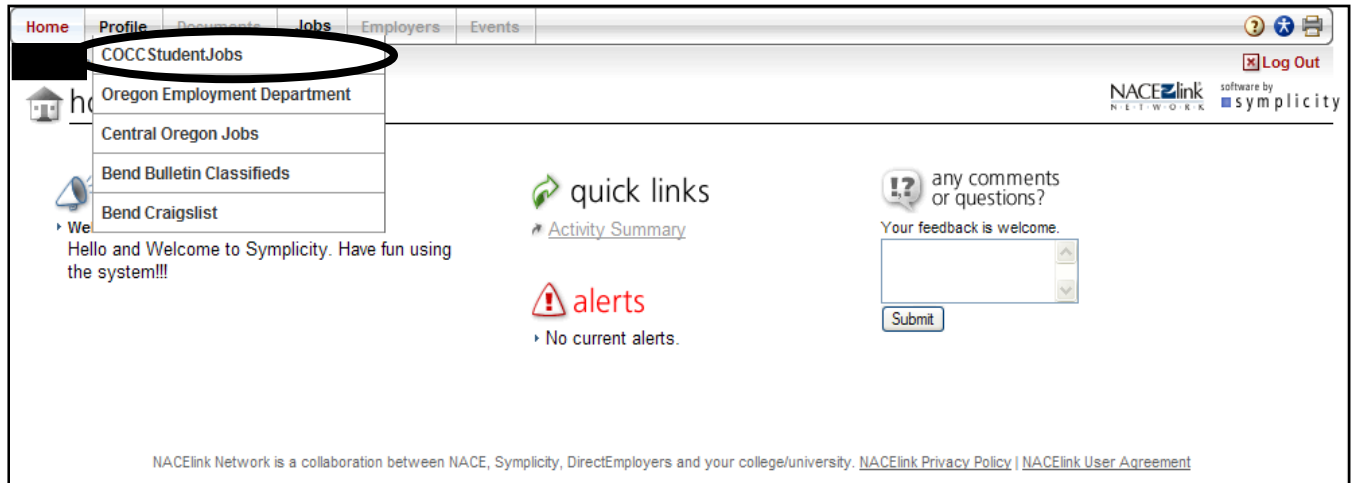 Home Profile Documents Jobs Employers Events
COCCStudentJobs
Log Out
Oregon Employment Department
ho
NACElink
NETWORK
software by
symplicity
Central Oregon Jobs
Bend Bulletin Classifieds
Bend Craigslist
Wel
Hello and Welcome to Symplicity. Have fun using
the system!!!
quick links
Activity Summary
alerts
No current alerts.
!?
any comments
or questions?
Your feedback is welcome.
Submit
NACElink Network is a collaboration between NACE, Symplicity, DirectEmployers and your college/university. NACElink Privacy Policy | NACElink User Agreement